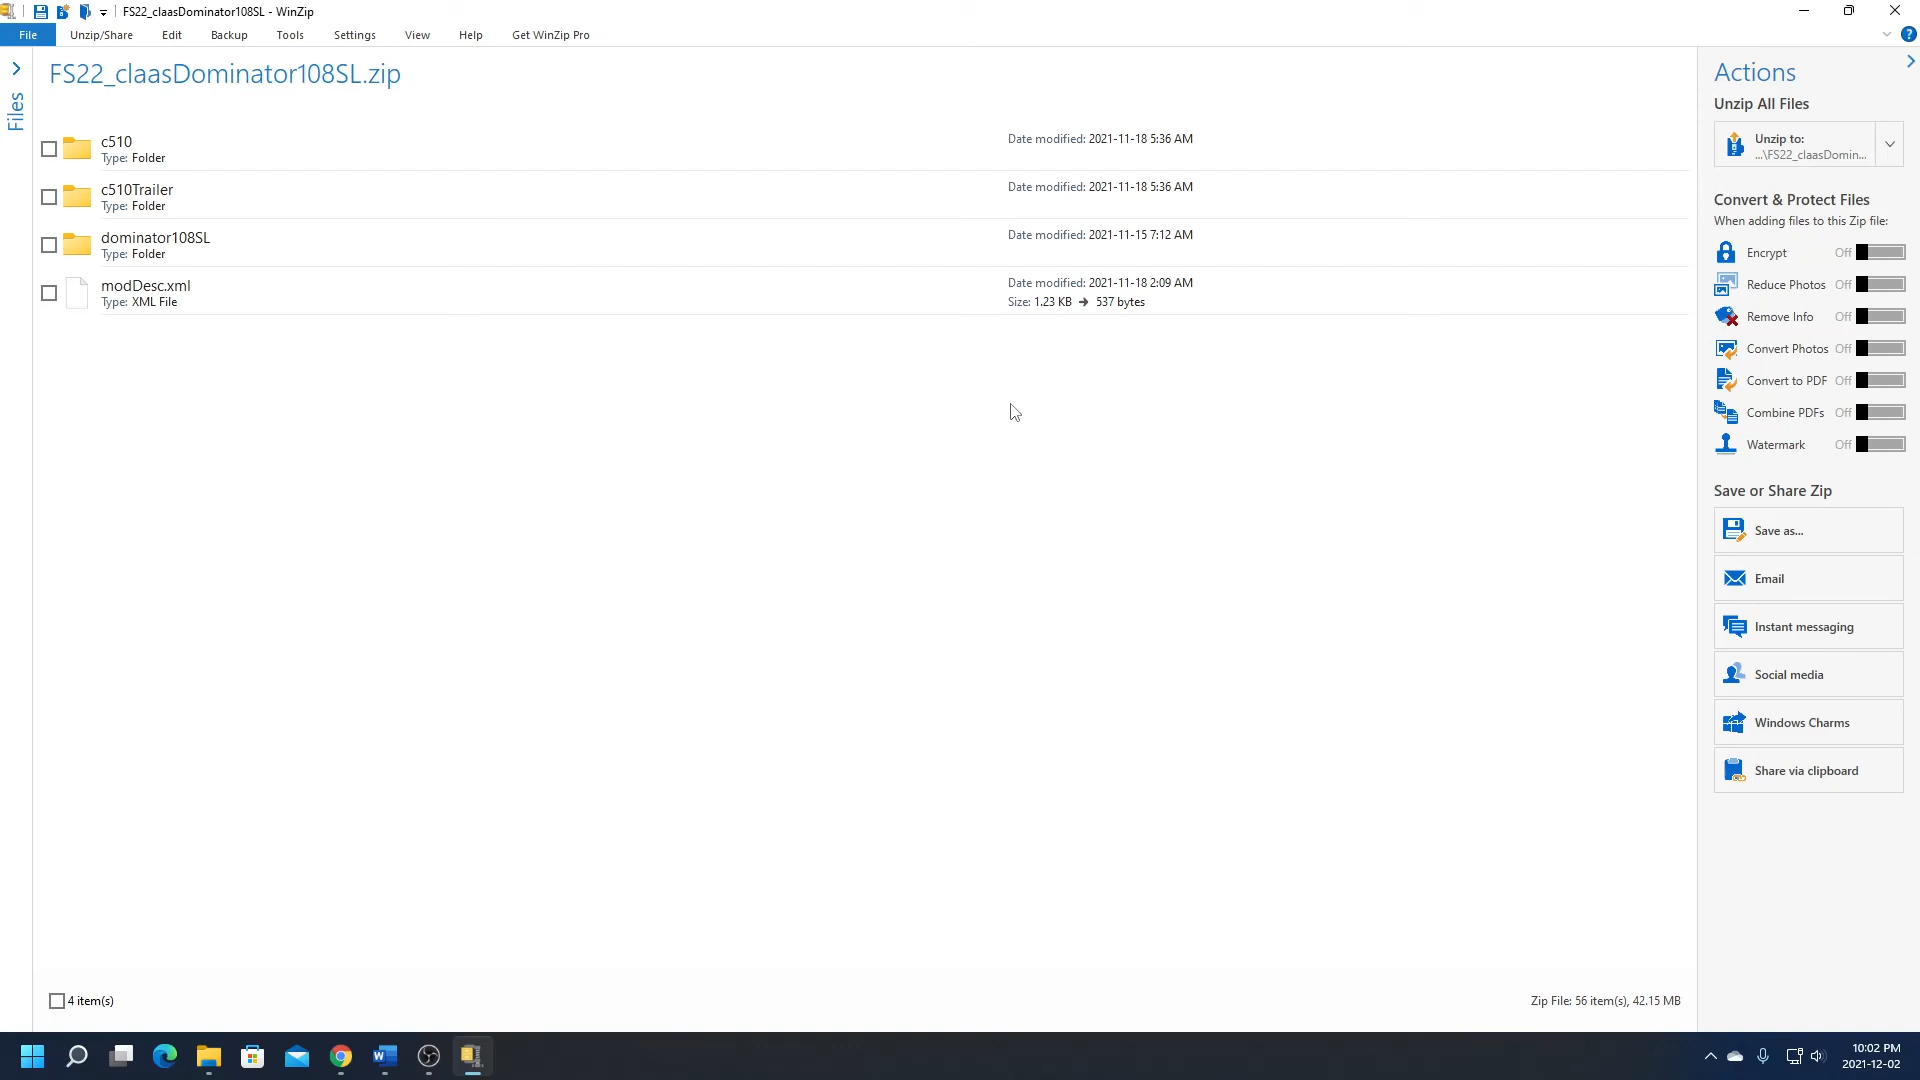 FS22_claasDominator108SL - WinZip
File Unzip/Share Edit Backup Tools Settings View Help Get WinZip Pro
Files
FS22_claasDominator108SL.zip
c510
Type: Folder
Date modified: 2021-11-18 5:36 AM
c510Trailer
Type: Folder
Date modified: 2021-11-18 5:36 AM
dominator108SL
Type: Folder
Date modified: 2021-11-15 7:12 AM
modDesc.xml
Type: XML File
Date modified: 2021-11-18 2:09 AM
Size: 1.23 KB → 537 bytes
4 item(s)
Zip File: 56 item(s), 42.15 MB
Actions
Unzip All Files
Unzip to:
...\FS22_claasDomin...
Convert & Protect Files
When adding files to this Zip file:
Encrypt Off
Reduce Photos Off
Remove Info Off
Convert Photos Off
Convert to PDF Off
Combine PDFs Off
Watermark Off
Save or Share Zip
Save as...
Email
Instant messaging
Social media
Windows Charms
Share via clipboard
10:02 PM
2021-12-02